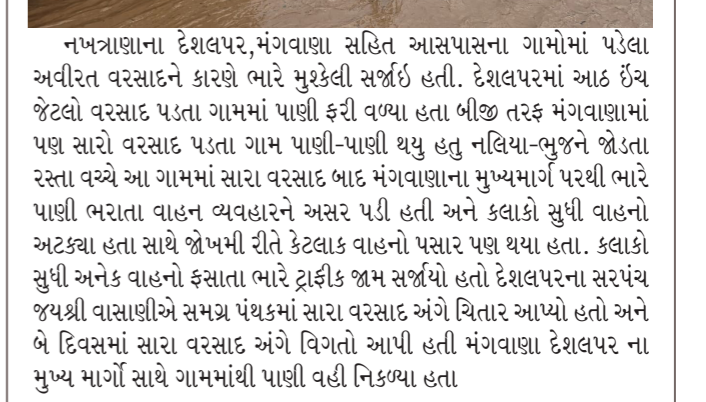 નખત્રાણાના દેશલપર,મંગવાણા સહિત આસપાસના ગામોમાં પડેલા
અવીરત વરસાદને કારણે ભારે મુશ્કેલી સર્જાઇ હતી. દેશલપરમાં આઠ ઇંચ
જેટલો વરસાદ પડતા ગામમાં પાણી ફરી વળ્યા હતા બીજી તરફ મંગવાણામાં
પણ સારો વરસાદ પડતા ગામ પાણી-પાણી થયુ હતુ નલિયા-ભુજને જોડતા
રસ્તા વચ્ચે આ ગામમાં સારા વરસાદ બાદ મંગવાણાના મુખ્યમાર્ગ પરથી ભારે
પાણી ભરાતા વાહન વ્યવહારને અસર પડી હતી અને કલાકો સુધી વાહનો
અટક્યા હતા સાથે જોખમી રીતે કેટલાક વાહનો પસાર પણ થયા હતા. કલાકો
સુધી અનેક વાહનો ફસાતા ભારે ટ્રાફીક જામ સર્જાયો હતો દેશલપરના સરપંચ
જયશ્રી વાસાણીએ સમગ્ર પંથકમાં સારા વરસાદ અંગે ચિતાર આપ્યો હતો અને
બે દિવસમાં સારા વરસાદ અંગે વિગતો આપી હતી મંગવાણા દેશલપર ના
મુખ્ય માર્ગો સાથે ગામમાંથી પાણી વહી નિકળ્યા હતા